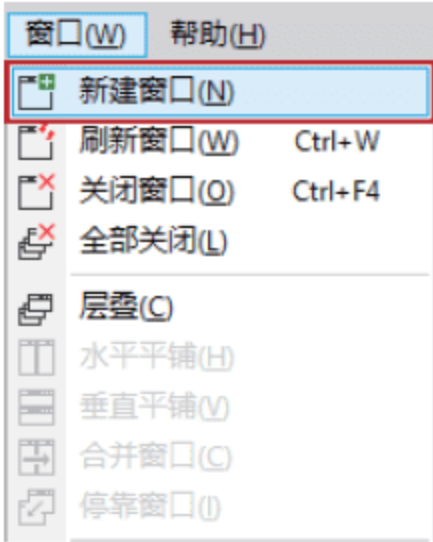 窗口(W) 帮助(H)
新建窗口(N)
刷新窗口(W) Ctrl+W
关闭窗口(O) Ctrl+F4
全部关闭(L)
层叠(C)
水平平铺(H)
垂直平铺(V)
合并窗口(C)
停靠窗口(I)